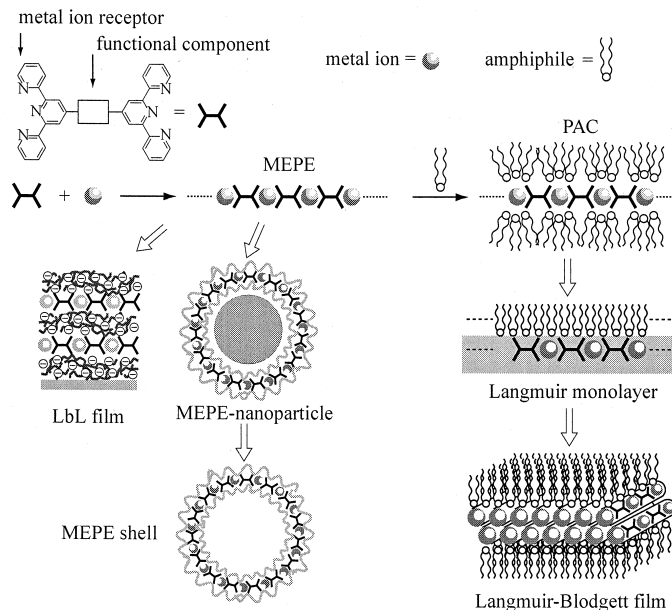 metal ion receptor
functional component
metal ion =
amphiphile =
N
N
N
N
N
N
=
PAC
MEPE
+
LbL film
MEPE-nanoparticle
Langmuir monolayer
MEPE shell
Langmuir-Blodgett film